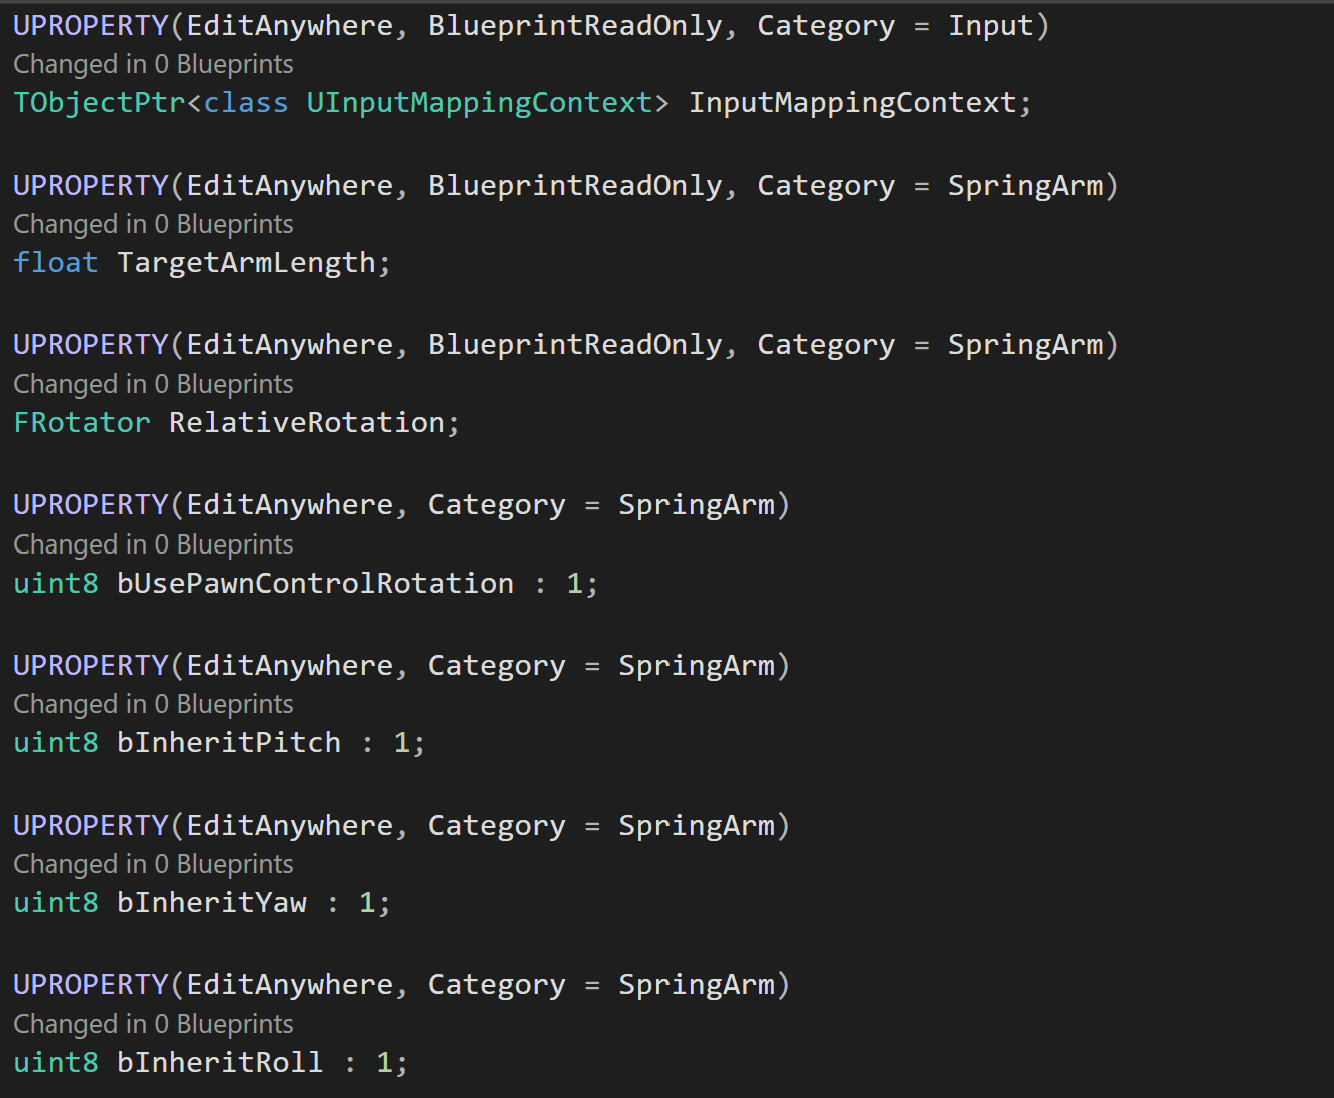 UPROPERTY(EditAnywhere, BlueprintReadOnly, Category = Input)
Changed in 0 Blueprints
TObjectPtr<class UInputMappingContext> InputMappingContext;
UPROPERTY(EditAnywhere, BlueprintReadOnly, Category = SpringArm)
Changed in 0 Blueprints
float TargetArmLength;
UPROPERTY(EditAnywhere, BlueprintReadOnly, Category = SpringArm)
Changed in 0 Blueprints
FRotator RelativeRotation;
UPROPERTY(EditAnywhere, Category = SpringArm)
Changed in 0 Blueprints
uint8 bUsePawnControlRotation : 1;
UPROPERTY(EditAnywhere, Category = SpringArm)
Changed in 0 Blueprints
uint8 bInheritPitch : 1;
UPROPERTY(EditAnywhere, Category = SpringArm)
Changed in 0 Blueprints
uint8 bInheritYaw : 1;
UPROPERTY(EditAnywhere, Category = SpringArm)
Changed in 0 Blueprints
uint8 bInheritRoll : 1;